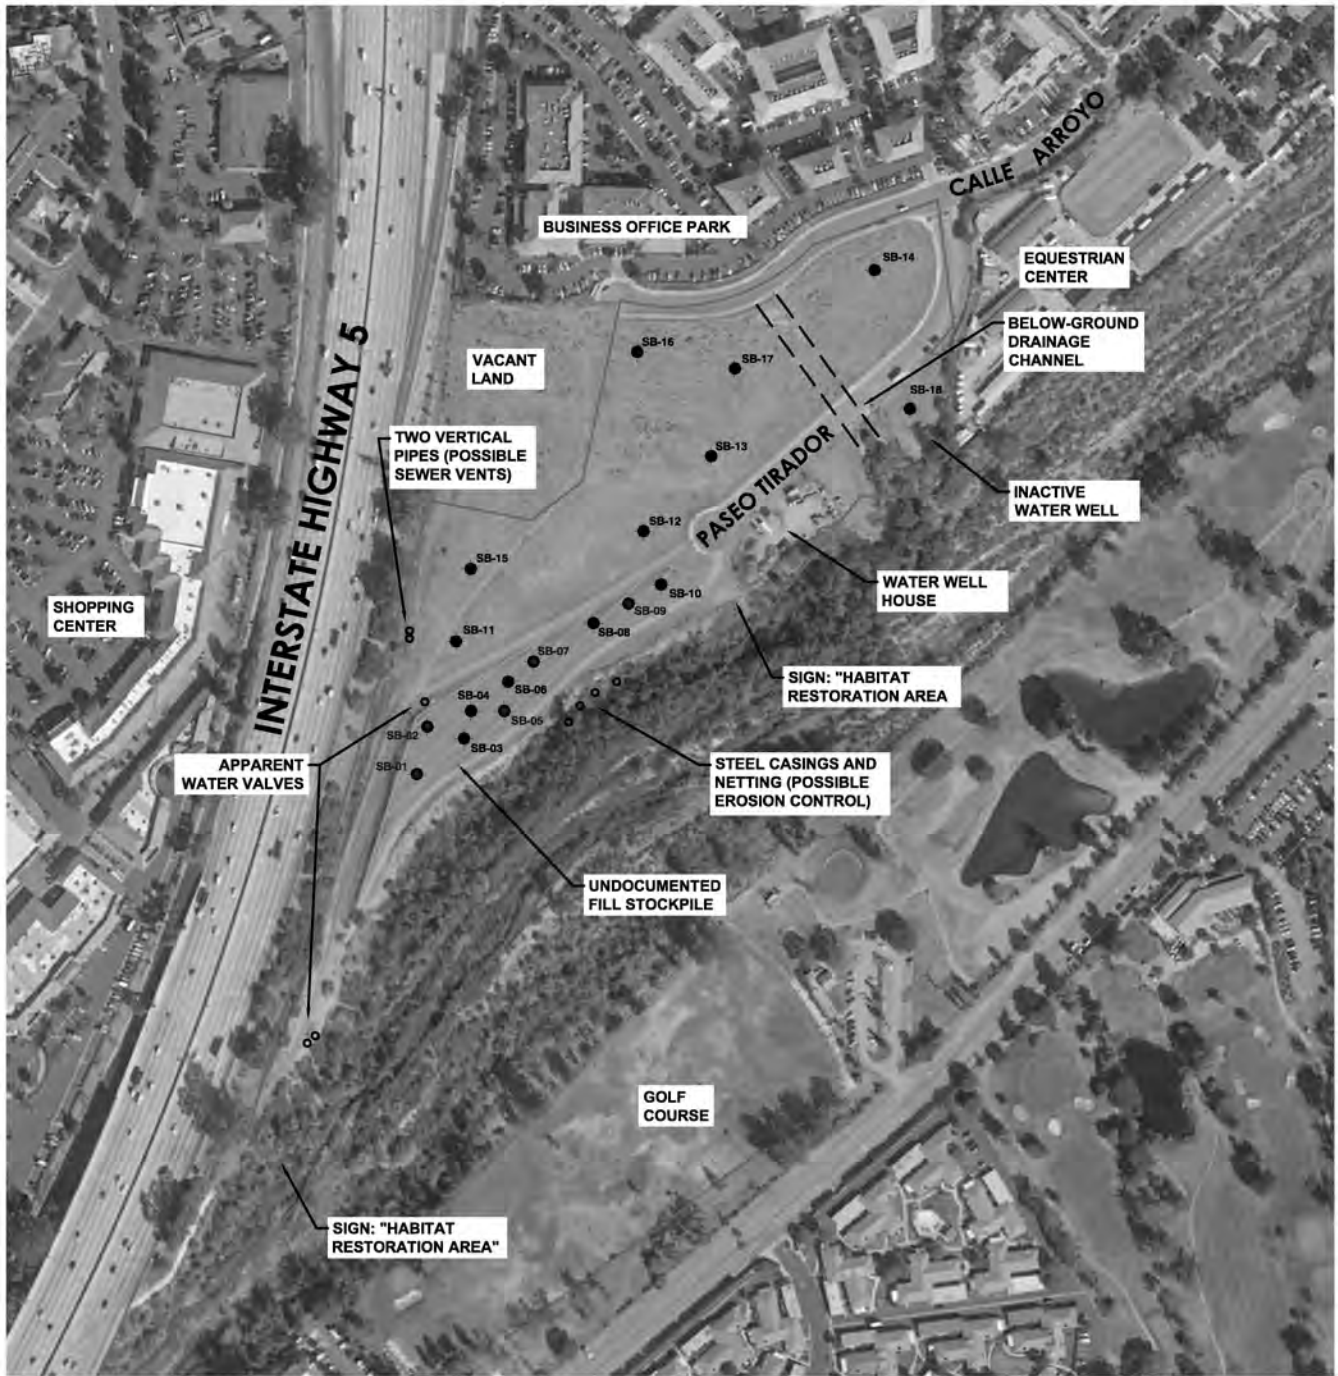 CALLE ARROYO
BUSINESS OFFICE PARK
EQUESTRIAN
CENTER
SB-14
BELOW-GROUND
DRAINAGE
CHANNEL
SB-16
SB-17
VACANT
LAND
SB-18
INTERSTATE HIGHWAY 5
TWO VERTICAL
PIPES (POSSIBLE
SEWER VENTS)
SB-13
PASEO TIRADOR
INACTIVE
WATER WELL
SB-12
SB-15
SB-10
WATER WELL
HOUSE
SHOPPING
CENTER
SB-09
SB-08
SB-11
SB-07
SIGN: "HABITAT
RESTORATION AREA
SB-06
SB-04
SB-05
SB-02
SB-03
APPARENT
WATER VALVES
SB-01
STEEL CASINGS AND
NETTING (POSSIBLE
EROSION CONTROL)
UNDOCUMENTED
FILL STOCKPILE
GOLF
COURSE
SIGN: "HABITAT
RESTORATION AREA"